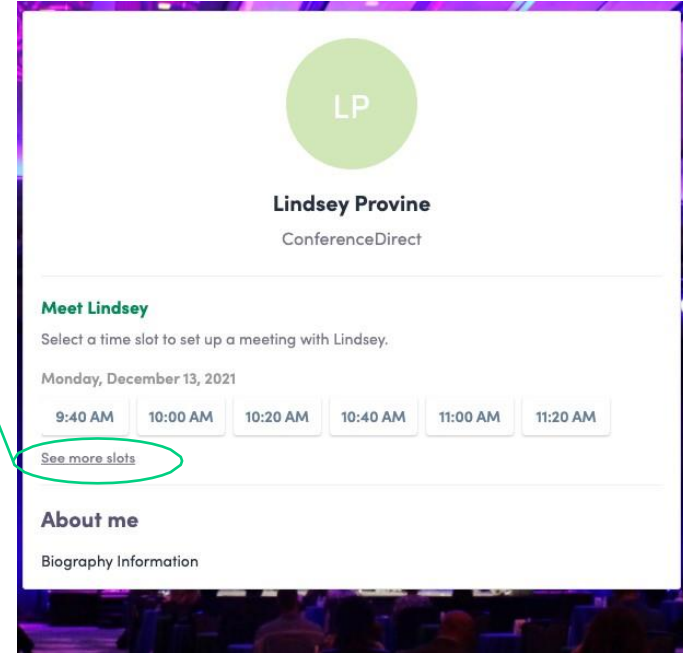 LP
Lindsey Provine
ConferenceDirect
Meet Lindsey
Select a time slot to set up a meeting with Lindsey.
Monday, December 13, 2021
9:40 AM 10:00 AM 10:20 AM 10:40 AM 11:00 AM 11:20 AM
See more slots
About me
Biography Information